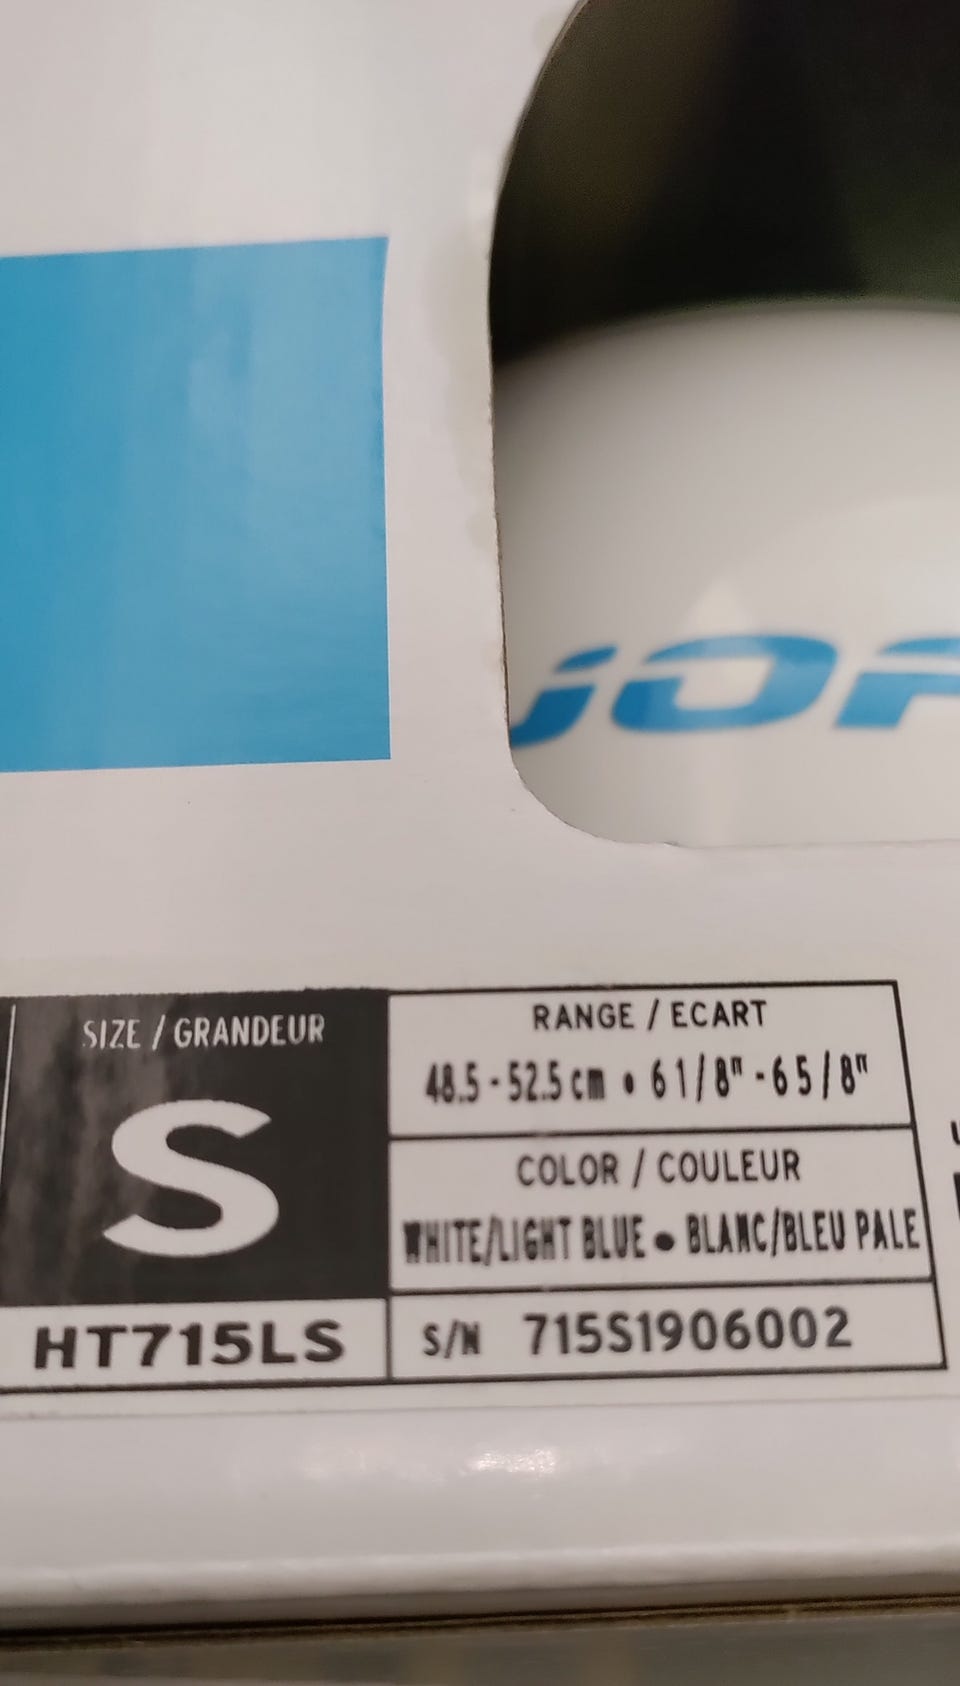 JOF
SIZE / GRANDEUR
S
HT715LS
RANGE / ECART
48.5 - 52.5 cm • 6 1/8" - 6 5/8"
COLOR / COULEUR
WHITE/LIGHT BLUE • BLANC/BLEU PALE
S/N 715S1906002